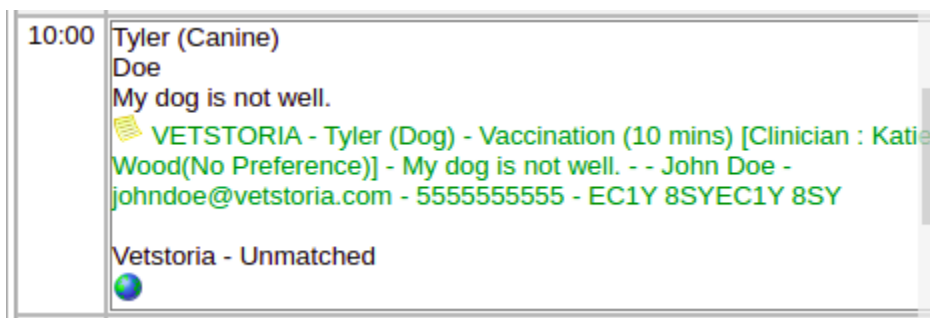 10:00
Tyler (Canine)
Doe
My dog is not well.
VETSTORIA - Tyler (Dog) - Vaccination (10 mins) [Clinician : Katie
Wood(No Preference)] - My dog is not well. - - John Doe -
johndoe@vetstoria.com - 5555555555 - EC1Y 8SYEC1Y 8SY
Vetstoria - Unmatched